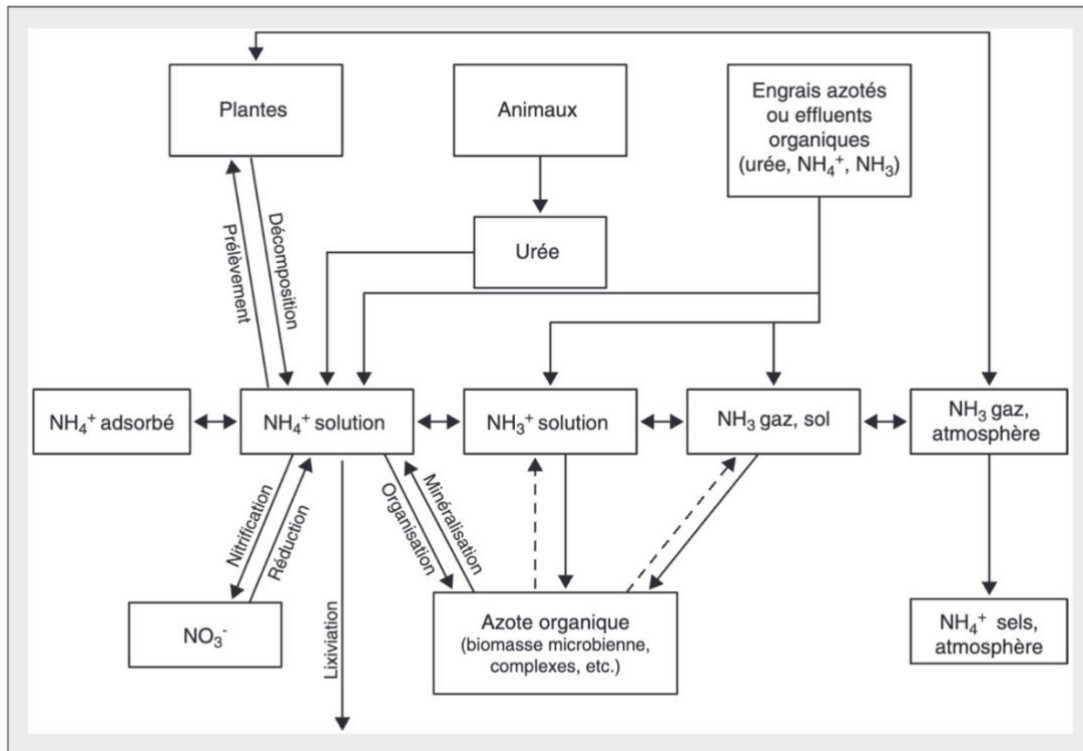 Plantes
Animaux
Engrais azotés
ou effluents
organiques
(urée, NH₄⁺, NH₃)
Urée
Prélèvement
Décomposition
NH₄⁺ adsorbé
NH₄⁺ solution
NH₃⁺ solution
NH₃ gaz, sol
NH₃ gaz,
atmosphère
Nitrification
Réduction
Lixiviation
Organisation
Minéralisation
NO₃⁻
Azote organique
(biomasse microbienne,
complexes, etc.)
NH₄⁺ sels,
atmosphère